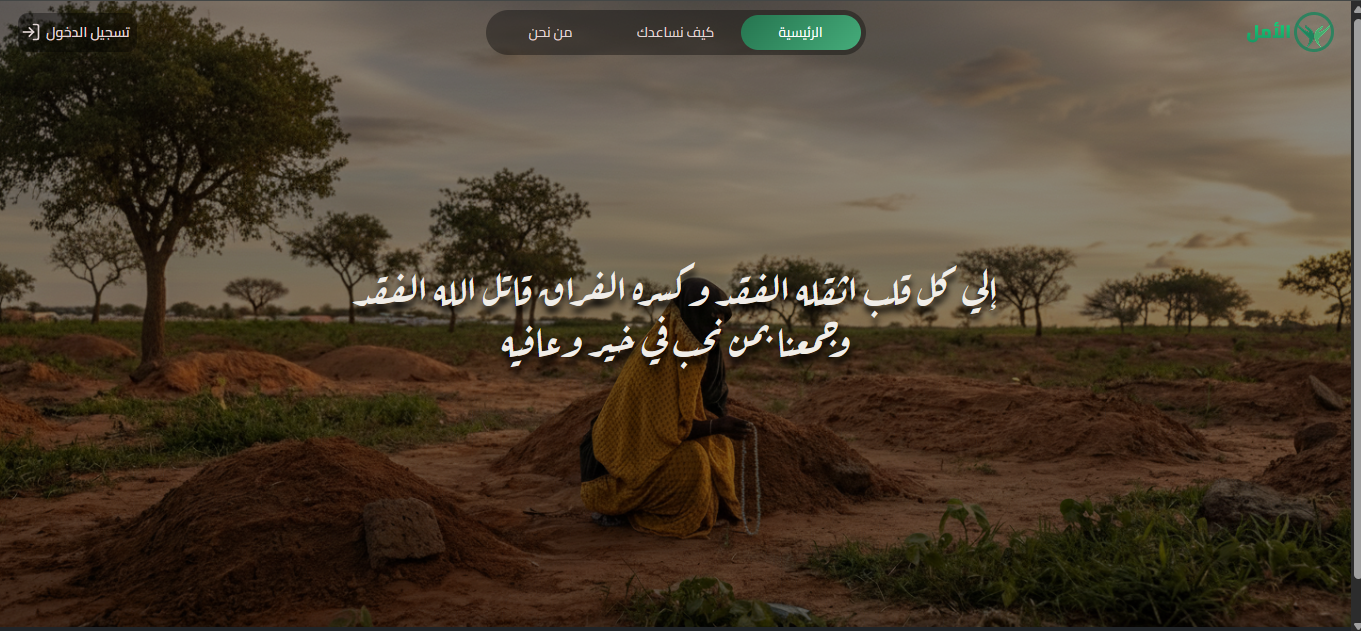 الأمل
الرئيسية
كيف نساعدك
من نحن
تسجيل الدخول
إلي كل قلب اثقله الفقد و كسره الفراق قاتل الله الفقد
وجمعنا بمن نحب في خير وعافيه